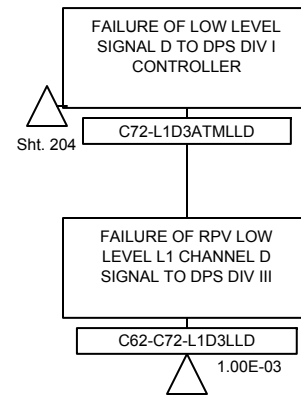 FAILURE OF LOW LEVEL
SIGNAL D TO DPS DIV I
CONTROLLER
Sht. 204
C72-L1D3ATMLLD
FAILURE OF RPV LOW
LEVEL L1 CHANNEL D
SIGNAL TO DPS DIV III
C62-C72-L1D3LLD
1.00E-03